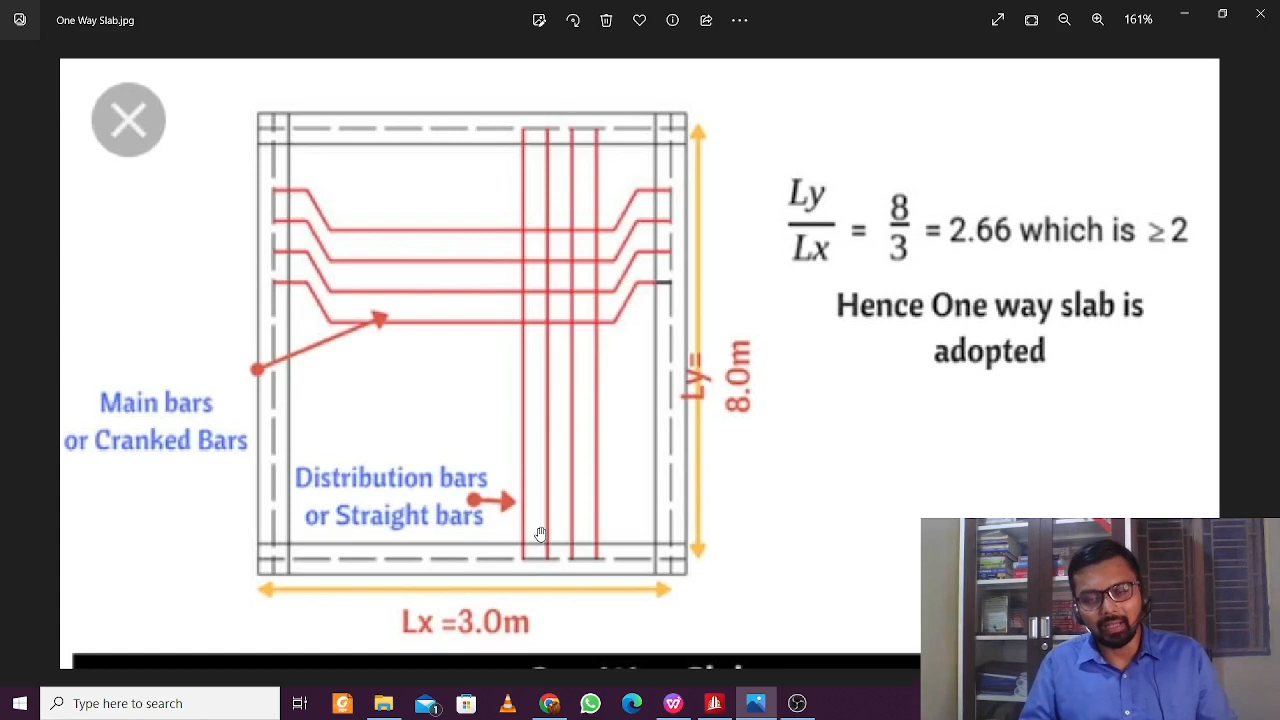 One Way Slab.jpg
161%
Ly
Lx
=
8
3
= 2.66 which is ≥2
Hence One way slab is
adopted
Ly=
8.0m
Main bars
or Cranked Bars
Distribution bars
or Straight bars
Lx =3.0m
Type here to search
1